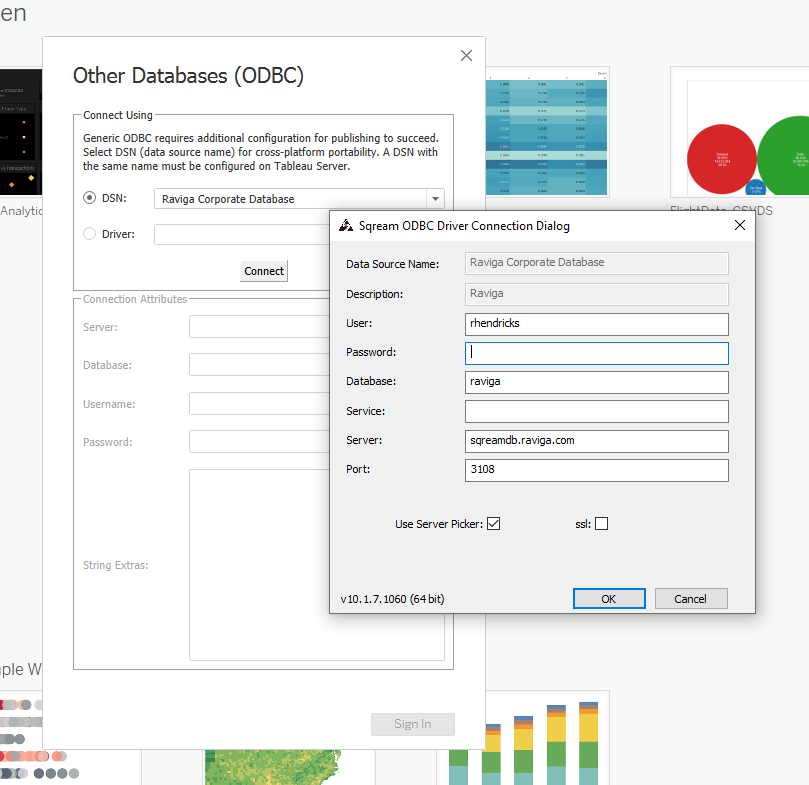 en
Other Databases (ODBC)
Connect Using
Generic ODBC requires additional configuration for publishing to succeed.
Select DSN (data source name) for cross-platform portability. A DSN with
the same name must be configured on Tableau Server.
DSN: Raviga Corporate Database
Driver:
Connect
Connection Attributes
Server:
Database:
Username:
Password:
String Extras:
Sign In
Sqream ODBC Driver Connection Dialog
Data Source Name: Raviga Corporate Database
Description: Raviga
User: rhendricks
Password:
Database: raviga
Service:
Server: sqreamdb.raviga.com
Port: 3108
Use Server Picker: ssl:
v10.1.7.1060 (64 bit)
OK Cancel
Analytic
ple W